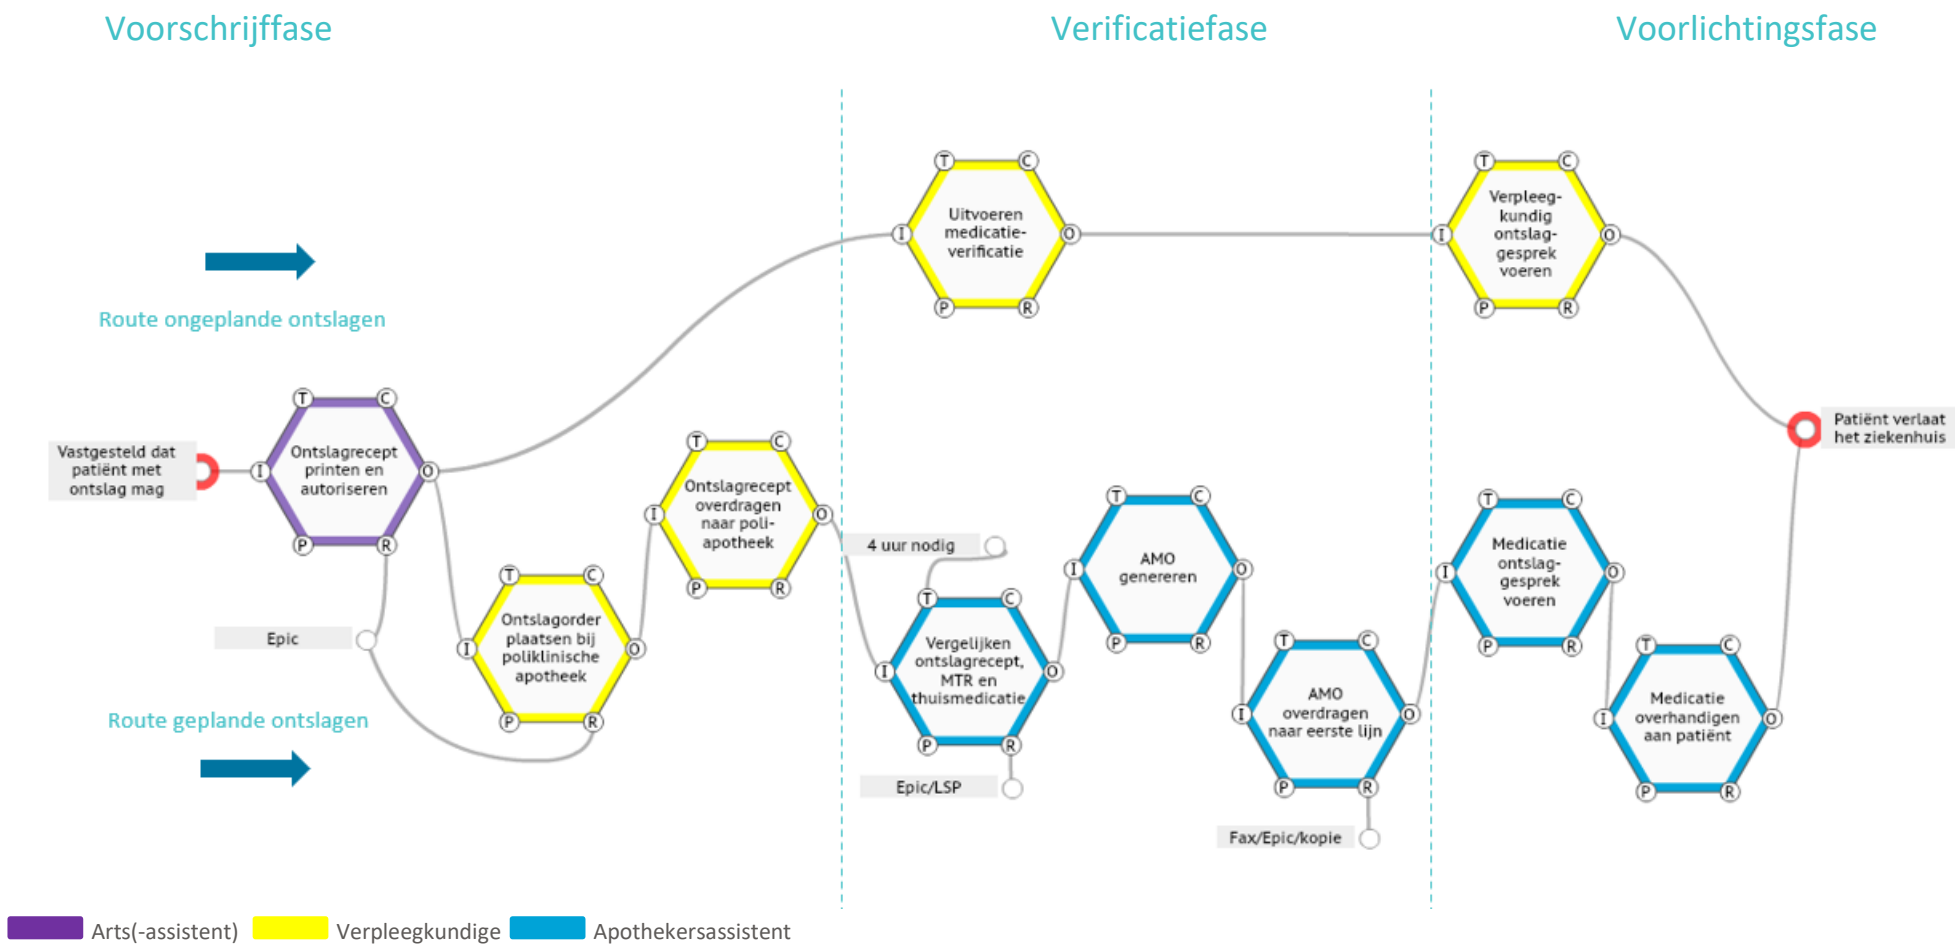 Voorschrijffase
Verificatiefase
Voorlichtingsfase
Route ongeplande ontslagen
T C
Uitvoeren
medicatie-
verificatie
I O
P R
T C
Verpleeg-
kundig
ontslag-
gesprek
voeren
I O
P R
Vastgesteld dat
patiënt met
ontslag mag
T C
Ontslagrecept
printen en
autoriseren
I O
P R
Epic
T C
Ontslagorder
plaatsen bij
poliklinische
apotheek
I O
P R
T C
Ontslagrecept
overdragen
naar poli-
apotheek
I O
P R
Route geplande ontslagen
4 uur nodig
T C
Vergelijken
ontslagrecept,
MTR en
thuismedicatie
I O
P R
Epic/LSP
T C
AMO
genereren
I O
P R
T C
AMO
overdragen
naar eerste lijn
I O
P R
Fax/Epic/kopie
T C
Medicatie
ontslag-
gesprek
voeren
I O
P R
T C
Medicatie
overhandigen
aan patiënt
I O
P R
Patiënt verlaat
het ziekenhuis
Arts(-assistent)
Verpleegkundige
Apothekersassistent